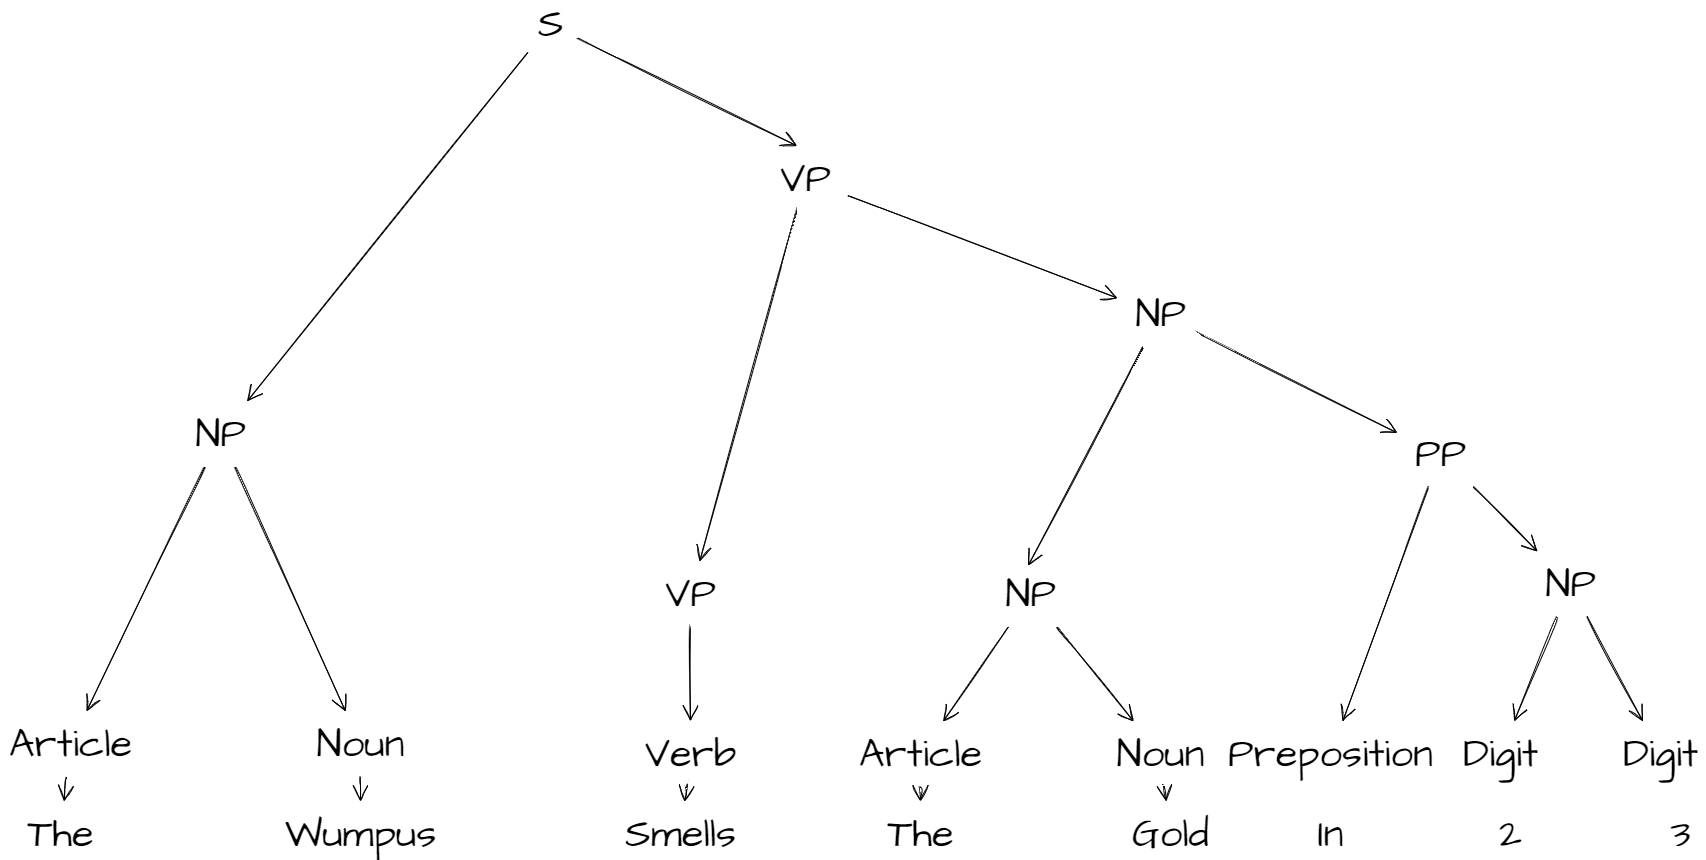 S
VP
NP
NP
PP
VP
NP
NP
Article Noun Verb Article Noun Preposition Digit Digit
The Wumpus Smells The Gold In 2 3